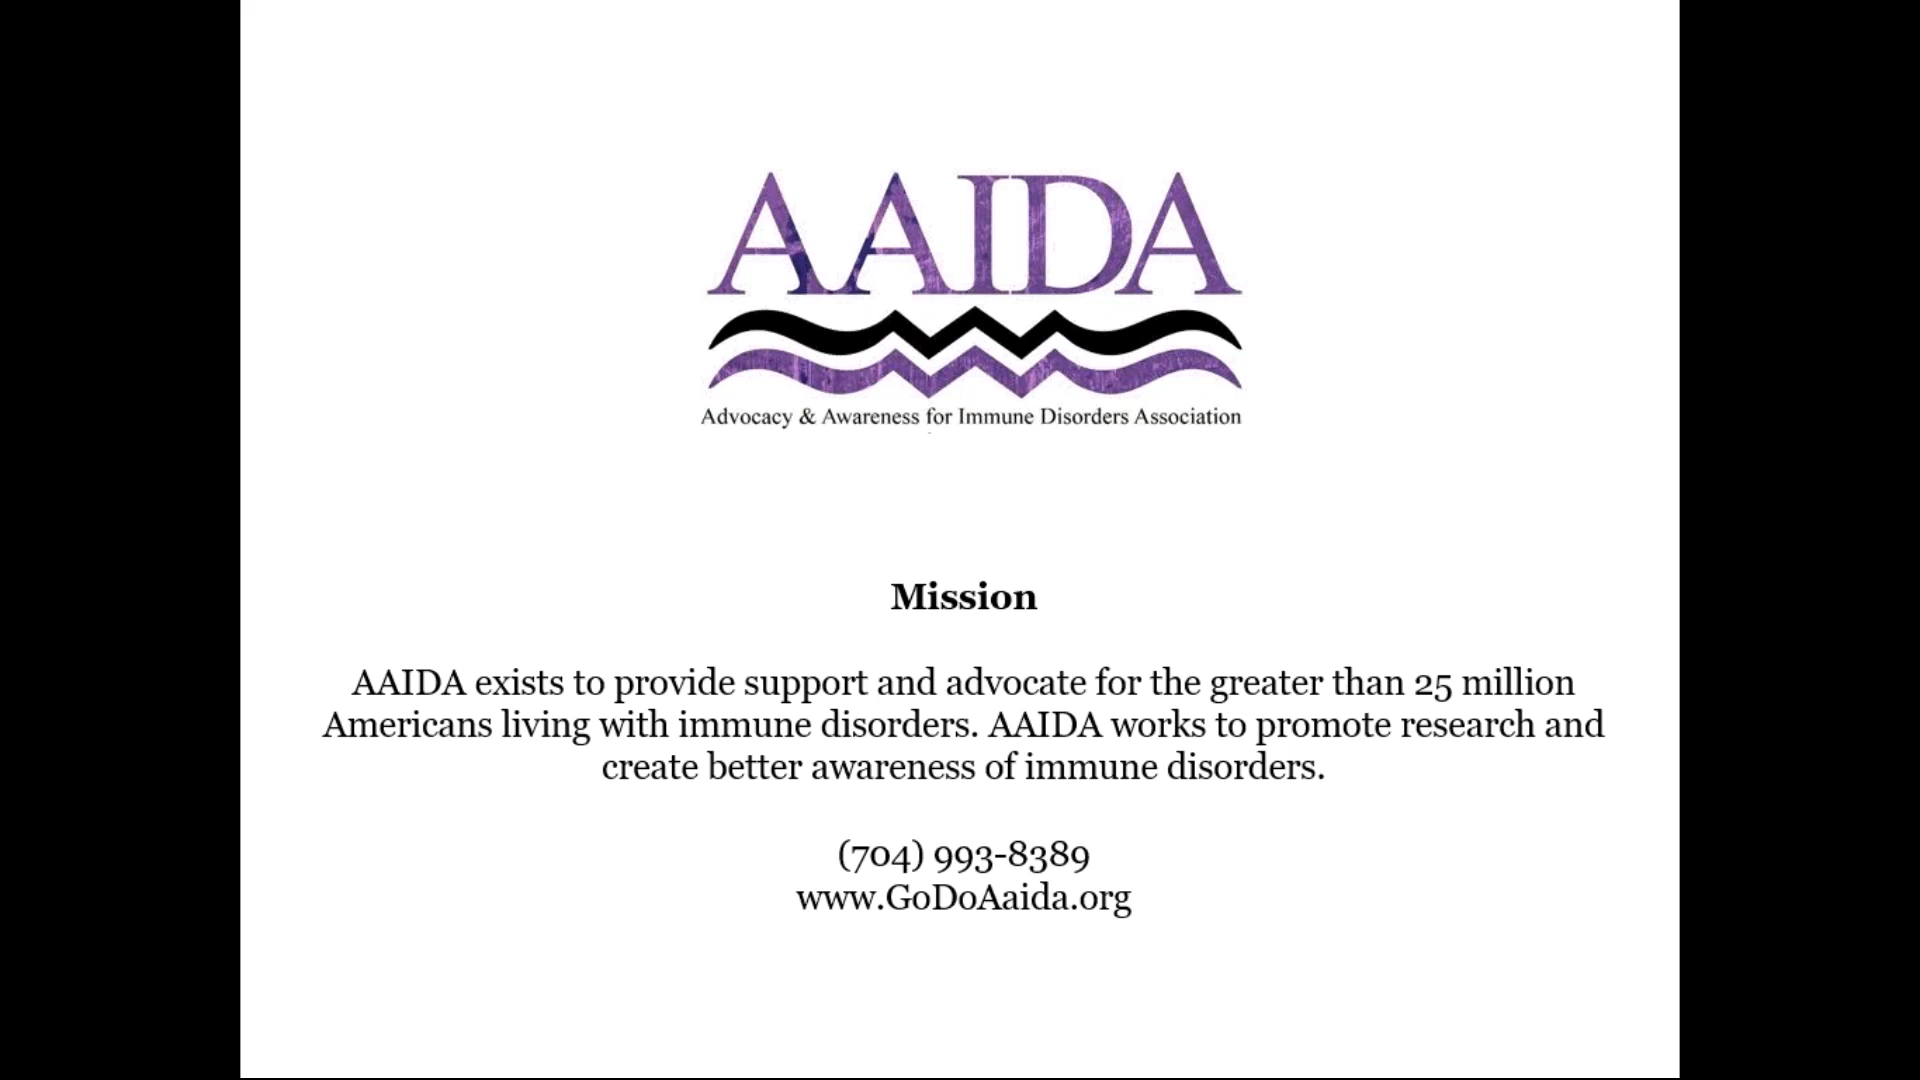 AAIDA
Advocacy & Awareness for Immune Disorders Association
Mission
AAIDA exists to provide support and advocate for the greater than 25 million
Americans living with immune disorders. AAIDA works to promote research and
create better awareness of immune disorders.
(704) 993-8389
www.GoDoAaida.org